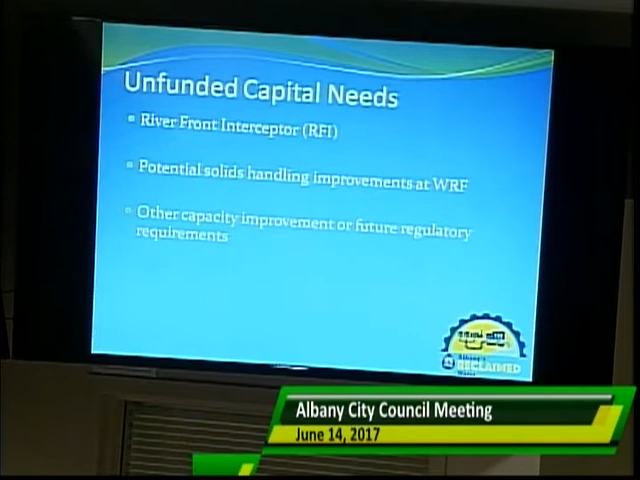 Unfunded Capital Needs
River Front Interceptor (RFI)
Potential solids handling improvements at WRF
Other capacity improvement or future regulatory
requirements
RECLAIMED
Albany City Council Meeting
June 14, 2017